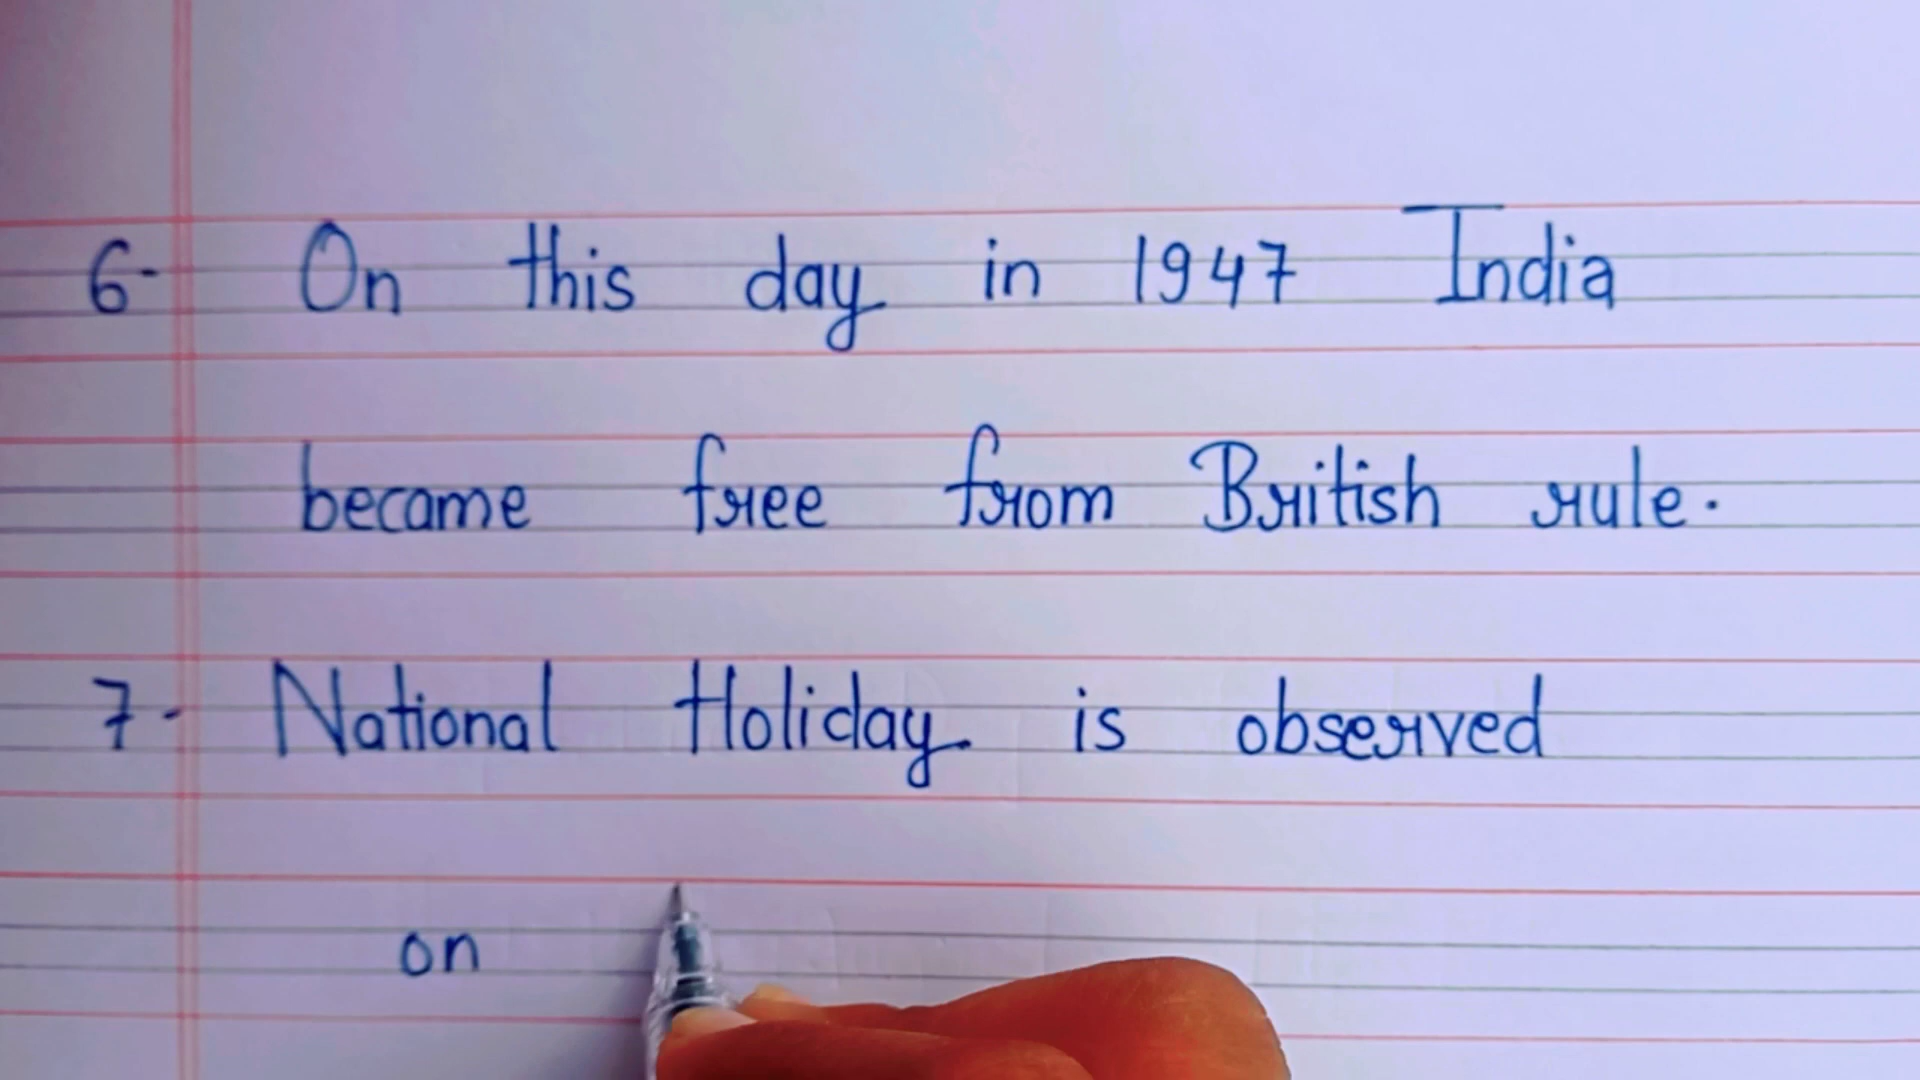 6- On this day in 1947 India
became free from British rule.
7- National Holiday is observed
on